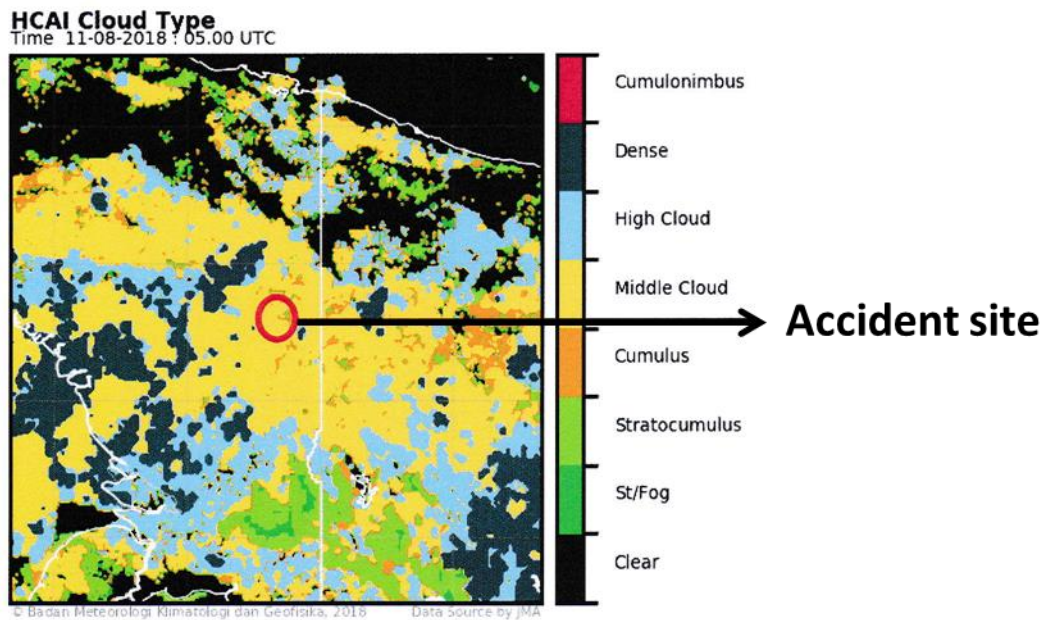 HCAI Cloud Type
Time 11-08-2018 : 05.00 UTC
Cumulonimbus
Dense
High Cloud
Middle Cloud
Accident site
Cumulus
Stratocumulus
St/Fog
Clear
© Badan Meteorologi Klimatologi dan Geofisika, 2018 Data Source by JMA